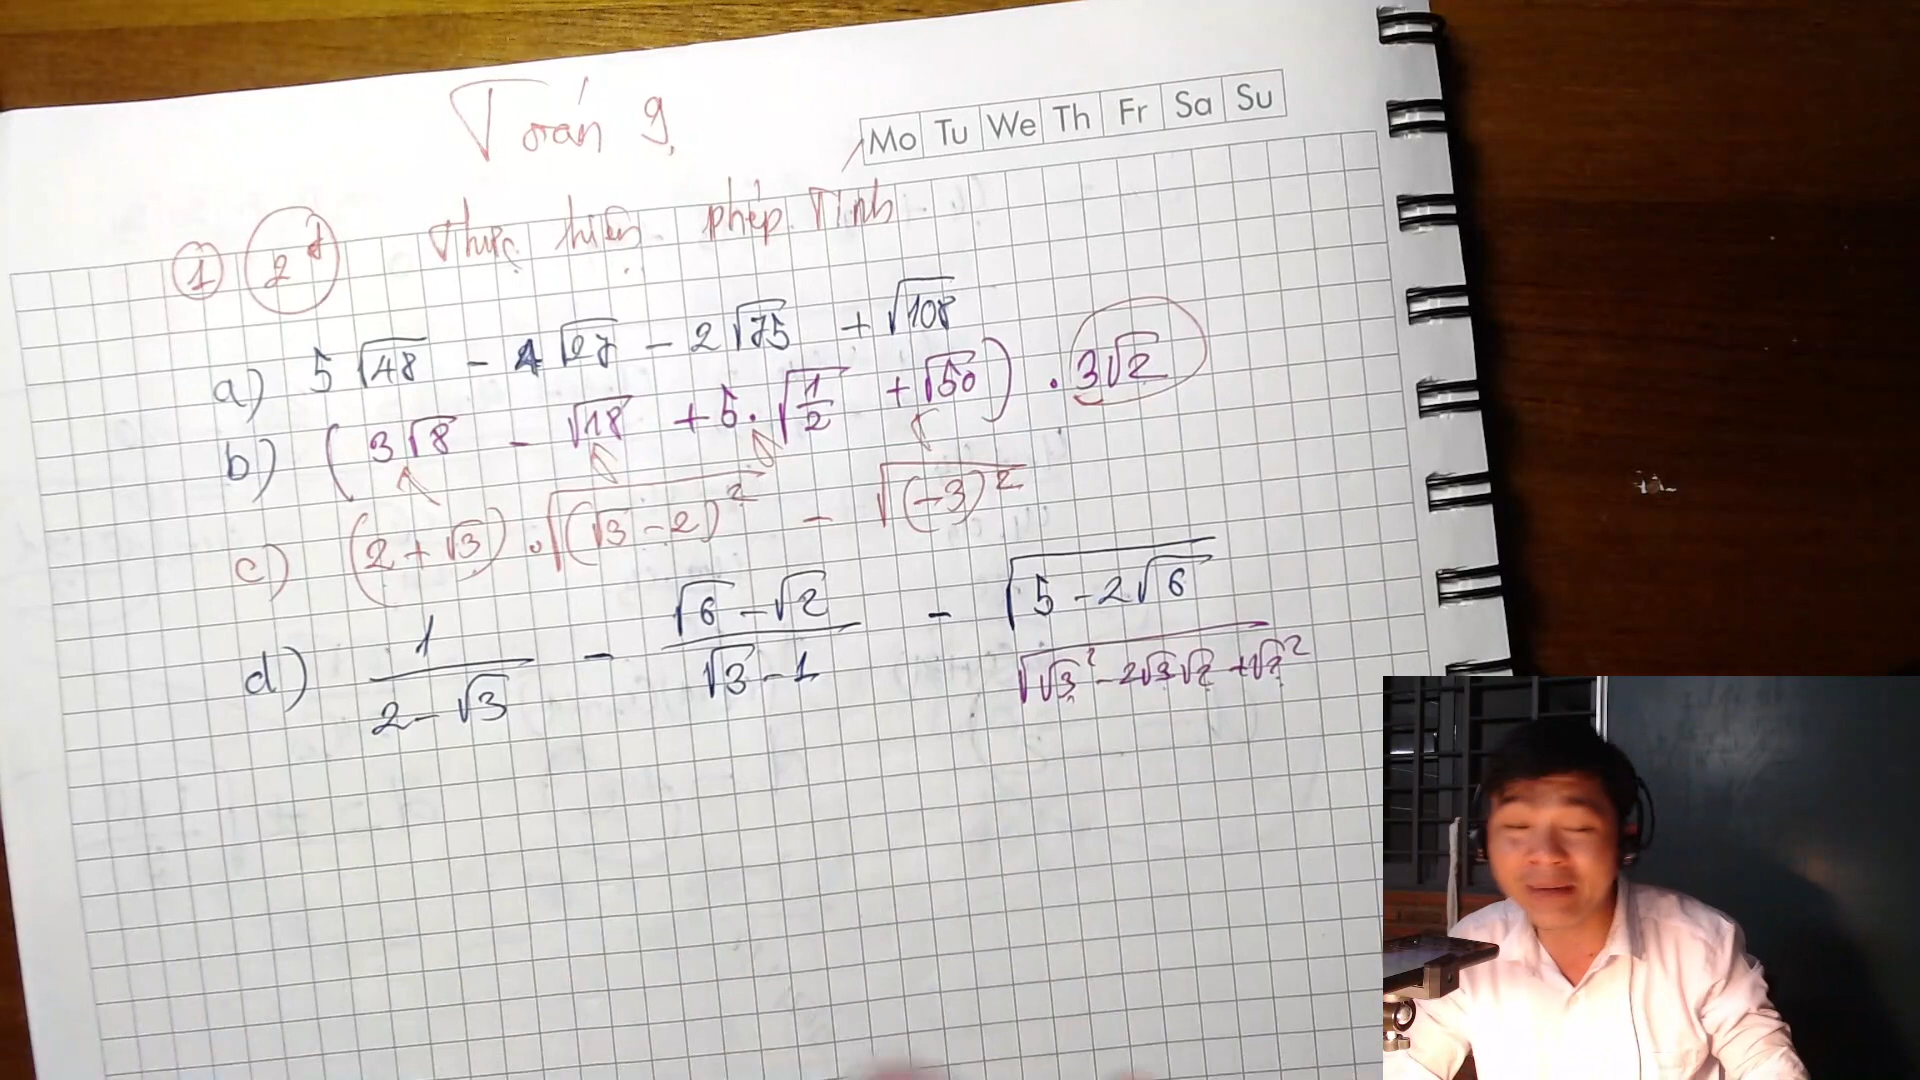 Toán 9
Mo Tu We Th Fr Sa Su
① 2đ Thực hiện phép tính
a) 5√48 - 4√27 - 2√75 + √108
b) (3√8 - √18 + 5.√(1/2) + √50) . 3√2
c) (2 + √3) . √((√3 - 2)²) - √((-3)²)
d) 1/(2 - √3) - (√6 - √2)/(√3 - 1) - √(5 - 2√6)
√(√3² - 2√3√2 + √2²)